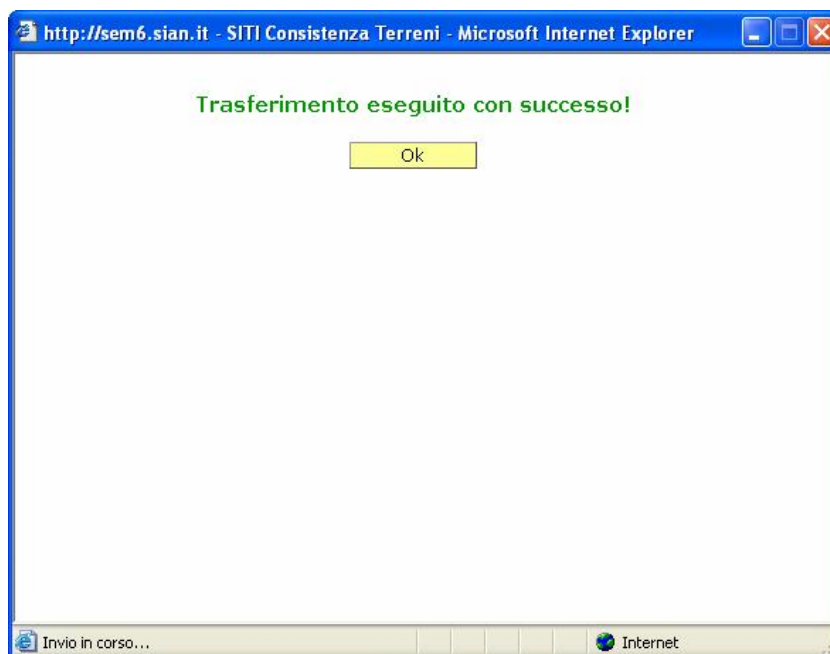 http://sem6.sian.it - SITI Consistenza Terreni - Microsoft Internet Explorer
Trasferimento eseguito con successo!
Ok
Invio in corso... Internet